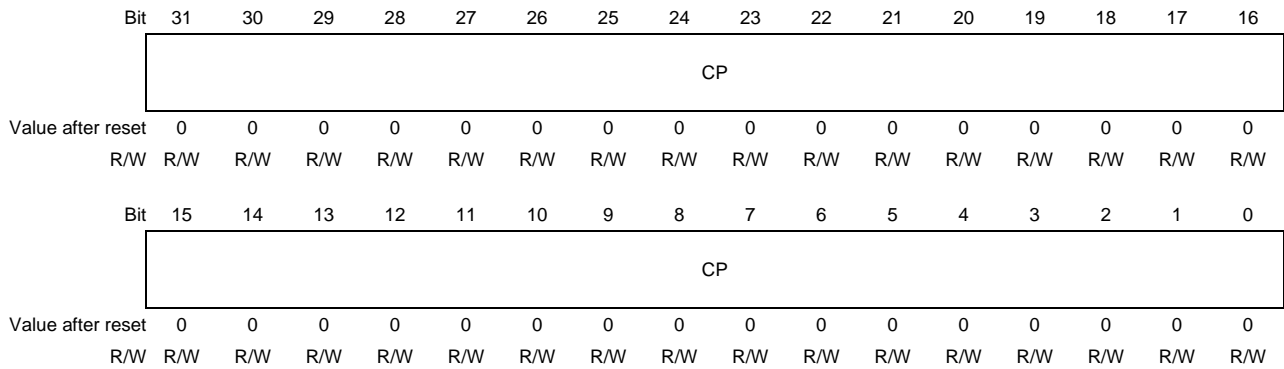 Bit 31 30 29 28 27 26 25 24 23 22 21 20 19 18 17 16
CP
Value after reset 0 0 0 0 0 0 0 0 0 0 0 0 0 0 0 0
R/W R/W R/W R/W R/W R/W R/W R/W R/W R/W R/W R/W R/W R/W R/W R/W R/W
Bit 15 14 13 12 11 10 9 8 7 6 5 4 3 2 1 0
CP
Value after reset 0 0 0 0 0 0 0 0 0 0 0 0 0 0 0 0
R/W R/W R/W R/W R/W R/W R/W R/W R/W R/W R/W R/W R/W R/W R/W R/W R/W